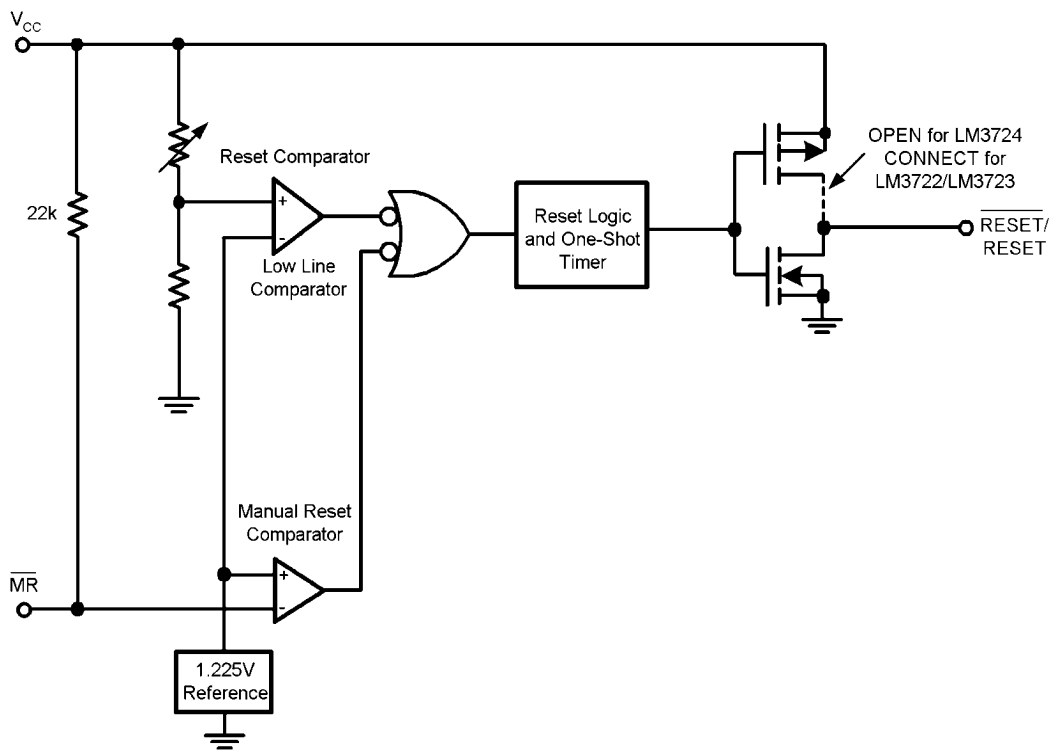 VCC
OPEN for LM3724
CONNECT for
LM3722/LM3723
Reset Comparator
22k
+
-
Low Line
Comparator
Reset Logic
and One-Shot
Timer
RESET/
RESET
Manual Reset
Comparator
MR
+
-
1.225V
Reference